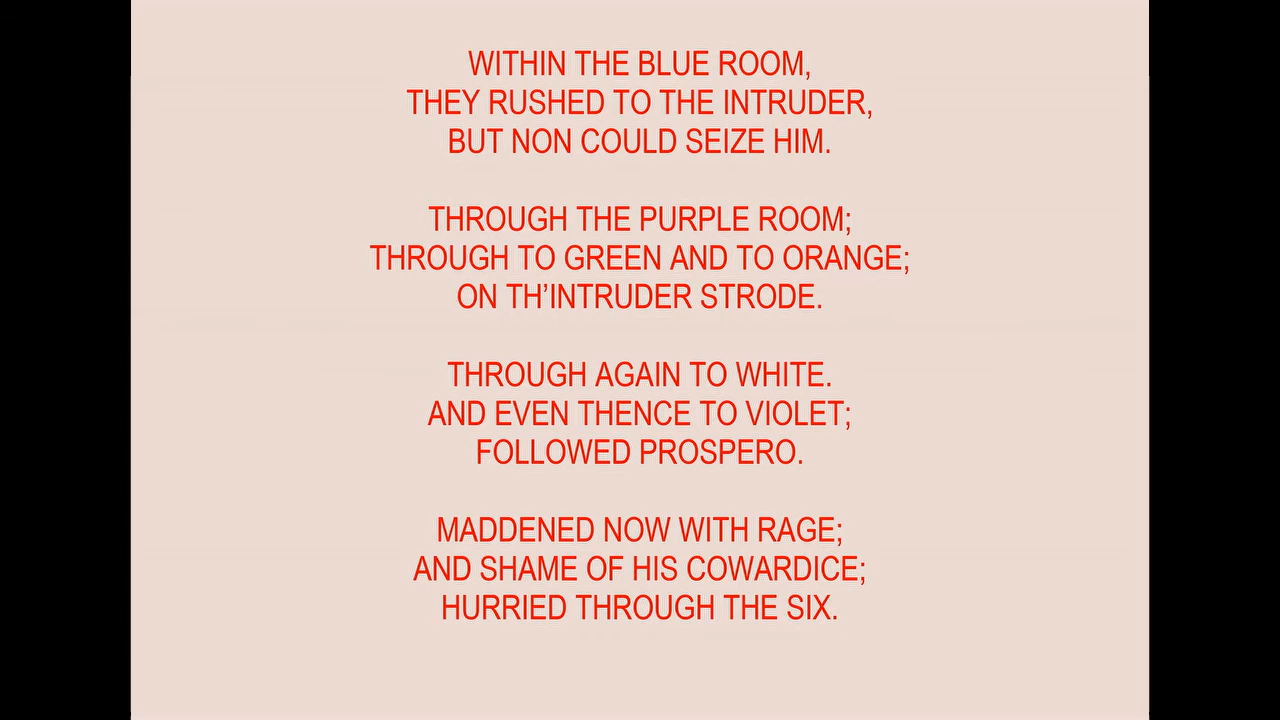 WITHIN THE BLUE ROOM,
THEY RUSHED TO THE INTRUDER,
BUT NON COULD SEIZE HIM.
THROUGH THE PURPLE ROOM;
THROUGH TO GREEN AND TO ORANGE;
ON TH’INTRUDER STRODE.
THROUGH AGAIN TO WHITE.
AND EVEN THENCE TO VIOLET;
FOLLOWED PROSPERO.
MADDENED NOW WITH RAGE;
AND SHAME OF HIS COWARDICE;
HURRIED THROUGH THE SIX.